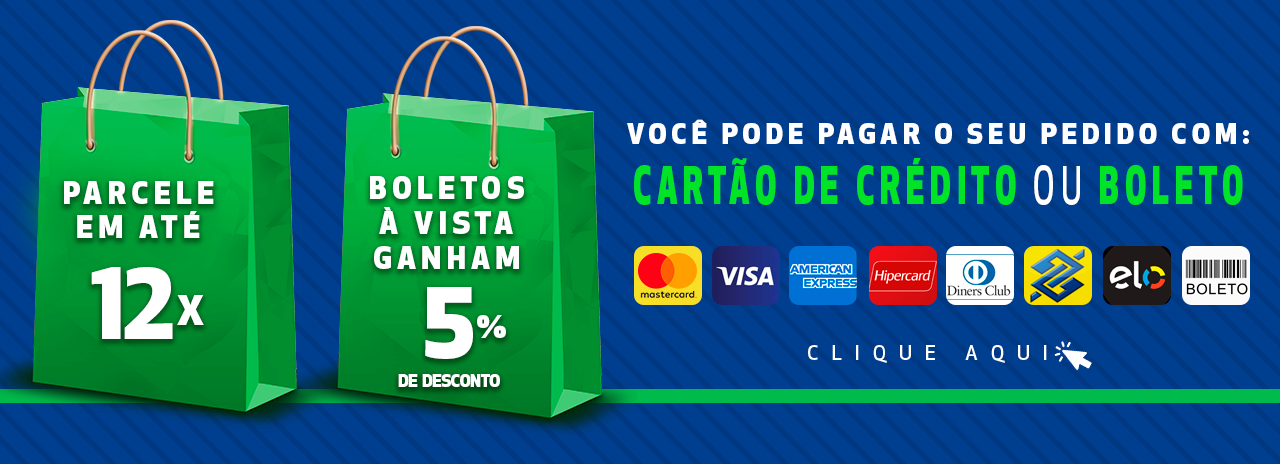 PARCELE
EM ATÉ
12x
BOLETOS
À VISTA
GANHAM
5%
DE DESCONTO
VOCÊ PODE PAGAR O SEU PEDIDO COM:
CARTÃO DE CRÉDITO OU BOLETO
mastercard
VISA
AMERICAN
EXPRESS
Hipercard
Diners Club
elo
BOLETO
CLIQUE AQUI